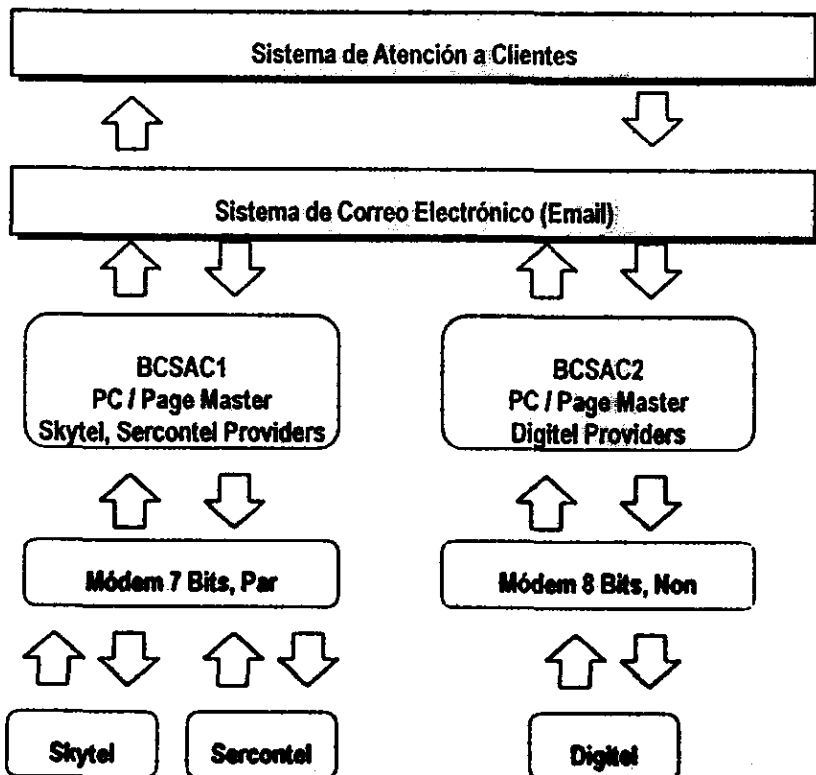 Sistema de Atención a Clientes
Sistema de Correo Electrónico (Email)
BCSAC1
PC / Page Master
Skytel, Sercontel Providers
BCSAC2
PC / Page Master
Digitel Providers
Módem 7 Bits, Par
Módem 8 Bits, Non
Skytel
Sercontel
Digitel